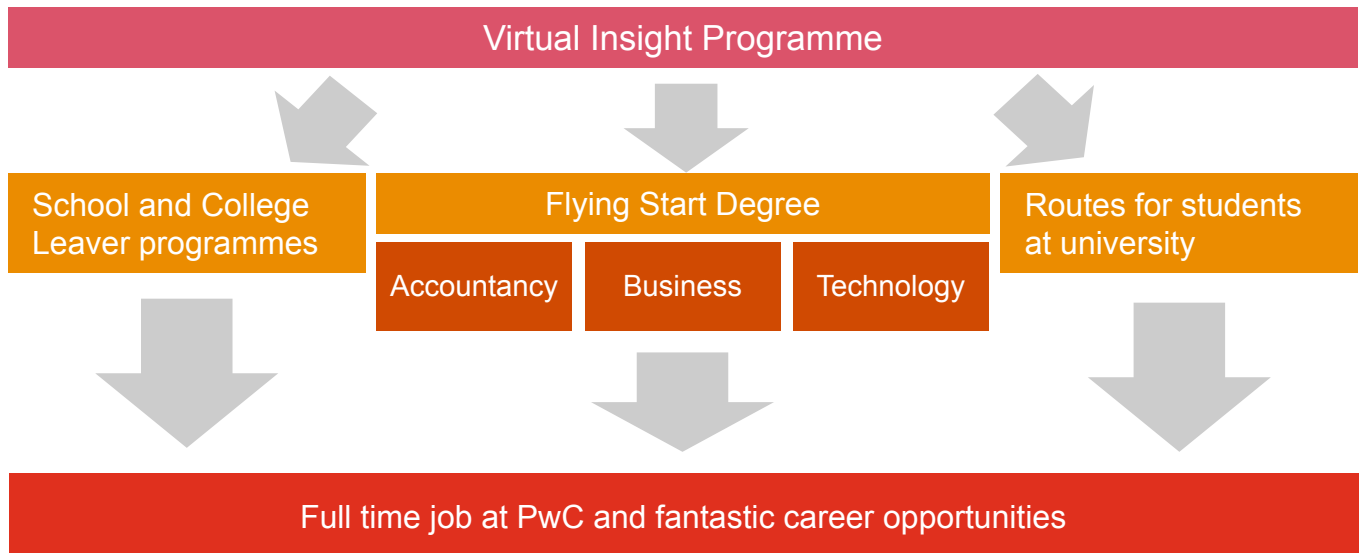 Virtual Insight Programme
School and College
Leaver programmes
Flying Start Degree
Accountancy
Business
Technology
Routes for students
at university
Full time job at PwC and fantastic career opportunities